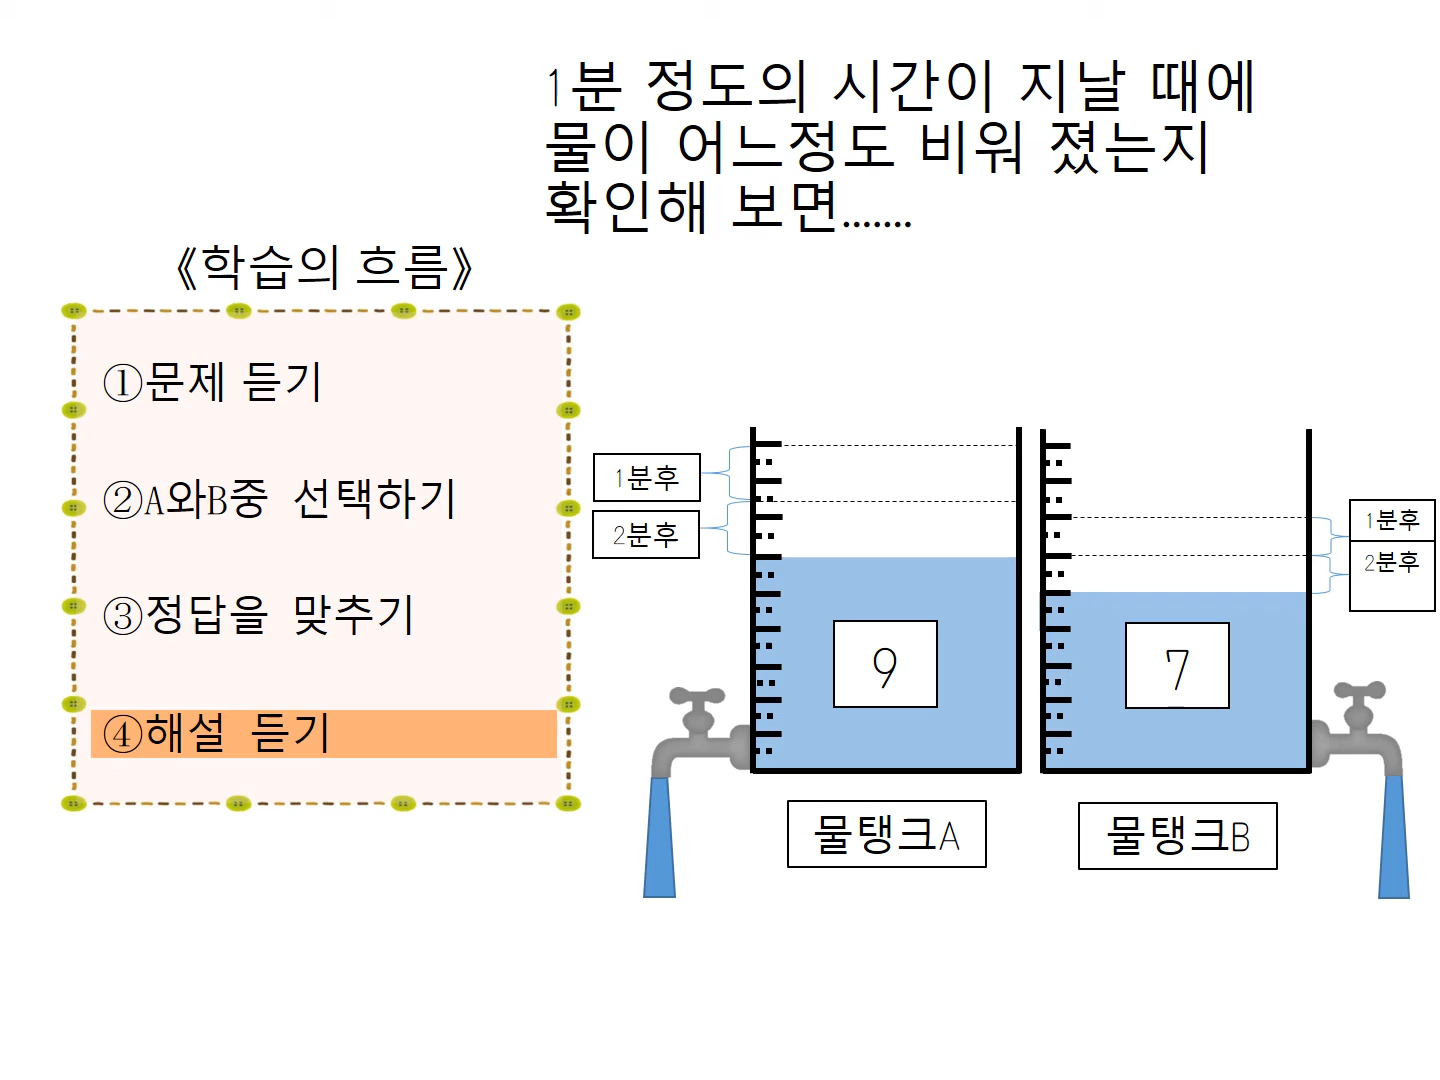 1분 정도의 시간이 지날 때에
물이 어느정도 비워 졌는지
확인해 보면.......
《학습의 흐름》
①문제 듣기
②A와B중 선택하기
③정답을 맞추기
④해설 듣기
1분후
2분후
1분후
2분후
9
7
물탱크A
물탱크B